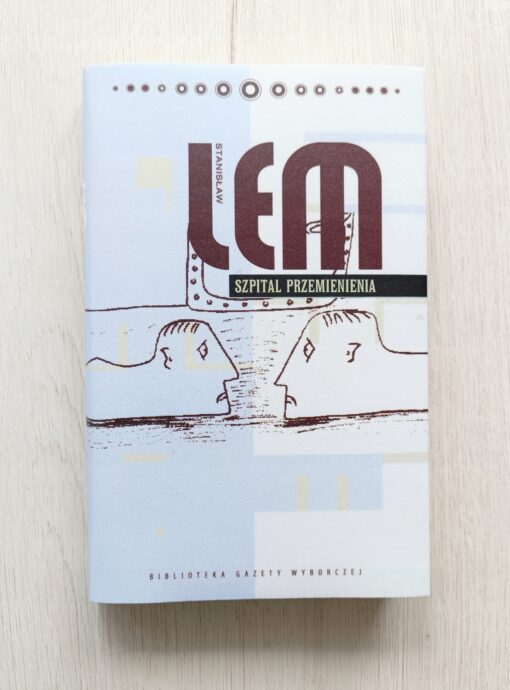 STANISŁAW
LEM
SZPITAL PRZEMIENIENIA
BIBLIOTEKA GAZETY WYBORCZEJ